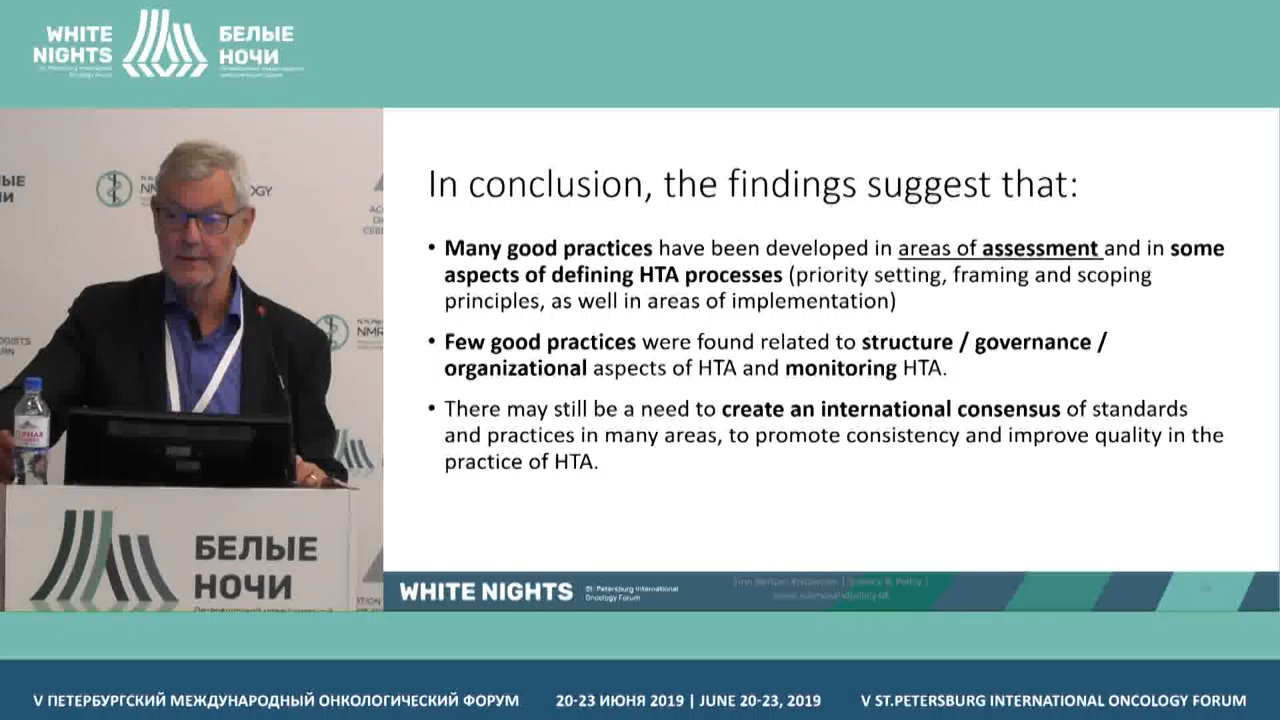 WHITE
NIGHTS
БЕЛЫЕ
НОЧИ
ЫЕ
И
NMR
OGY
NMR
In conclusion, the findings suggest that:
• Many good practices have been developed in areas of assessment and in some
aspects of defining HTA processes (priority setting, framing and scoping
principles, as well in areas of implementation)
• Few good practices were found related to structure / governance /
organizational aspects of HTA and monitoring HTA.
• There may still be a need to create an international consensus of standards
and practices in many areas, to promote consistency and improve quality in the
practice of HTA.
БЕЛЫЕ
НОЧИ
WHITE NIGHTS
St. Petersburg International
Oncology Forum
V ПЕТЕРБУРГСКИЙ МЕЖДУНАРОДНЫЙ ОНКОЛОГИЧЕСКИЙ ФОРУМ
20-23 ИЮНЯ 2019 | JUNE 20-23, 2019
V ST.PETERSBURG INTERNATIONAL ONCOLOGY FORUM